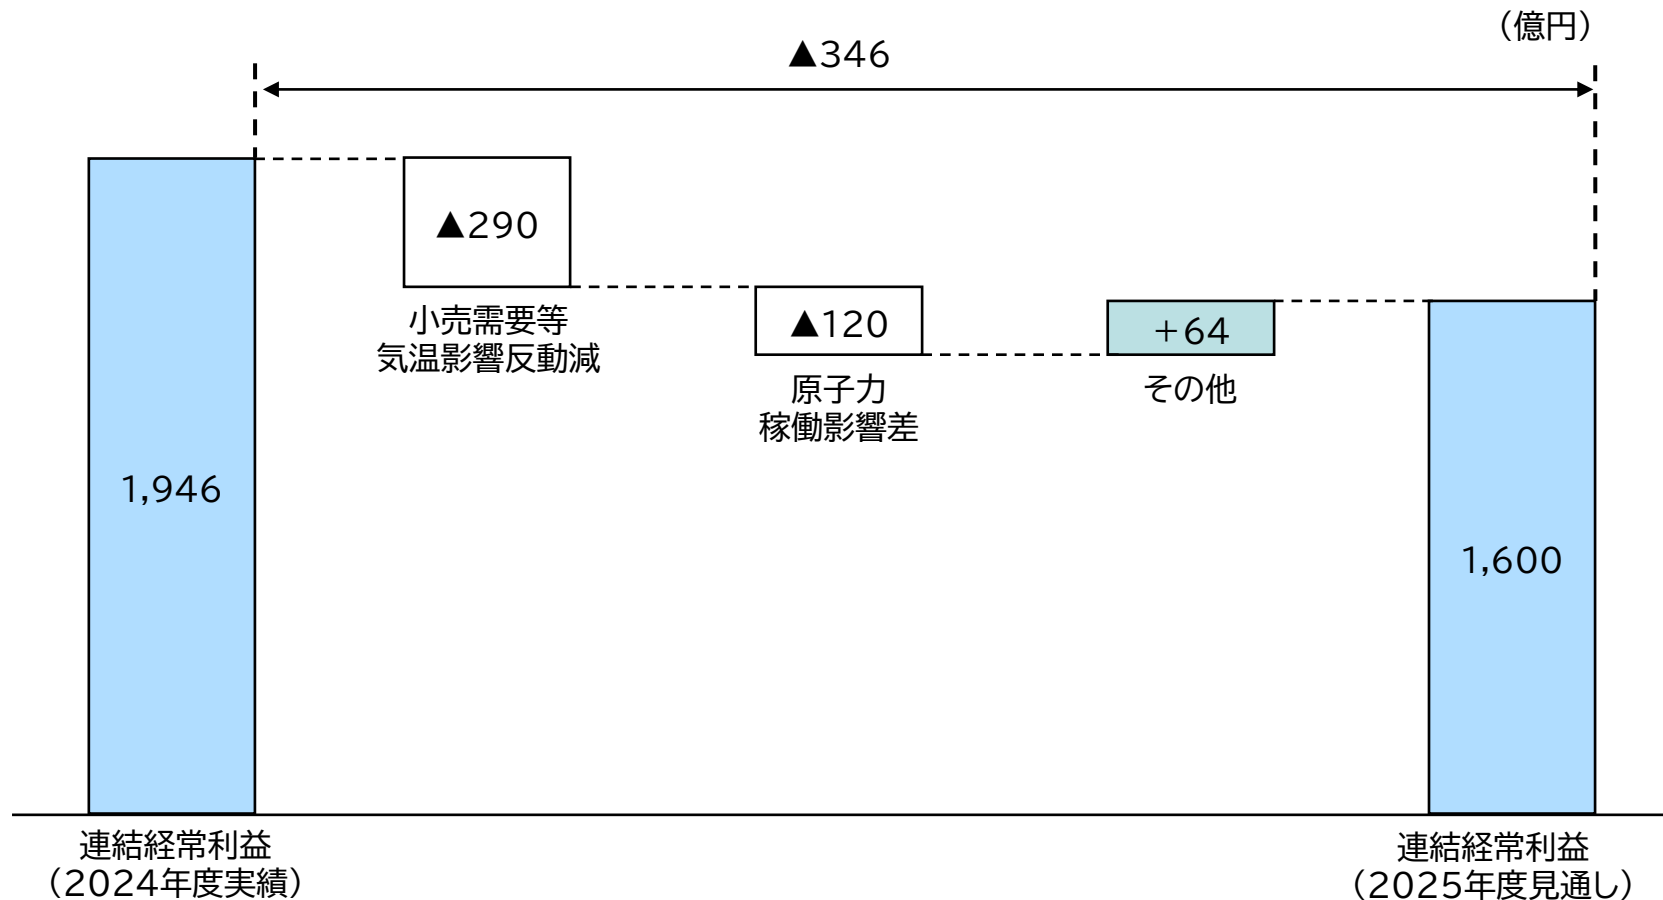 （億円）
▲346
▲290
小売需要等
気温影響反動減
▲120
原子力
稼働影響差
＋64
その他
1,946
1,600
連結経常利益
（2024年度実績）
連結経常利益
（2025年度見通し）